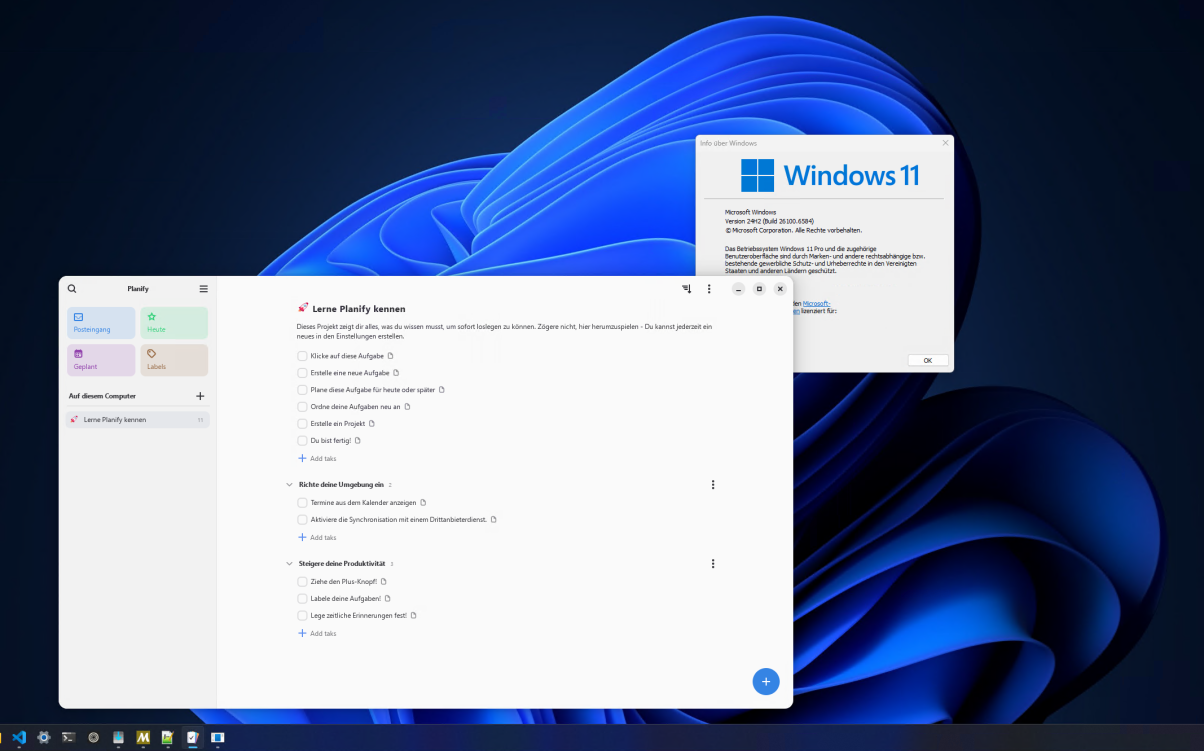 Info über Windows
Windows 11
Microsoft Windows
Version 24H2 (Build 26100.6584)
© Microsoft Corporation. Alle Rechte vorbehalten.
Das Betriebssystem Windows 11 Pro und die zugehörige
Benutzeroberfläche sind durch Marken- und andere rechtsabhängige bzw.
bestehende gewerbliche Schutz- und Urheberrechte in den Vereinigten
Staaten und anderen Ländern geschützt.
Microsoft-
lizenziert für:
OK
Planify
Posteingang
Heute
Geplant
Labels
Auf diesem Computer
Lerne Planify kennen
11
Lerne Planify kennen
Dieses Projekt zeigt dir alles, was du wissen musst, um sofort loslegen zu können. Zögere nicht, hier herumzuspielen - Du kannst jederzeit ein
neues in den Einstellungen erstellen.
Klicke auf diese Aufgabe
Erstelle eine neue Aufgabe
Plane diese Aufgabe für heute oder später
Ordne deine Aufgaben neu an
Erstelle ein Projekt
Du bist fertig!
Add taks
Richte deine Umgebung ein 2
Termine aus dem Kalender anzeigen
Aktiviere die Synchronisation mit einem Drittanbieterdienst.
Add taks
Steigere deine Produktivität 3
Ziehe den Plus-Knopf!
Labele deine Aufgaben!
Lege zeitliche Erinnerungen fest!
Add taks